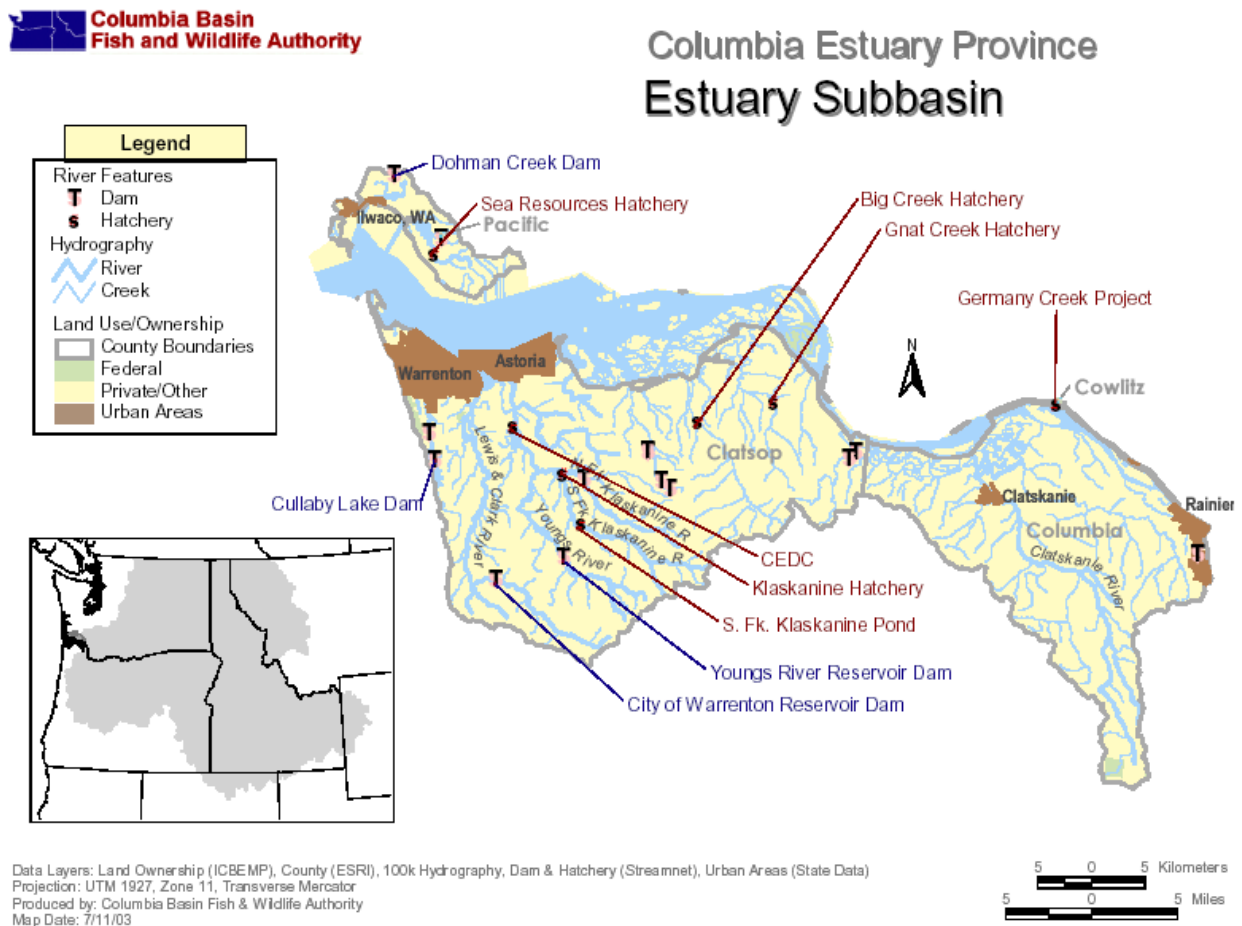 Columbia Basin
Fish and Wildlife Authority
Columbia Estuary Province
Estuary Subbasin
Legend
River Features
T Dam
s Hatchery
Hydrography
River
Creek
Land Use/Ownership
County Boundaries
Federal
Private/Other
Urban Areas
Dohman Creek Dam
Sea Resources Hatchery
Ilwaco, WA
Pacific
Big Creek Hatchery
Gnat Creek Hatchery
Germany Creek Project
N
Cowlitz
Warrenton
Astoria
Clatsop
Lewis & Clark River
N Fk. Klaskanine R
S Fk. Klaskanine R
Youngs River
Cullaby Lake Dam
Clatskanie
Rainier
Columbia
Clatskanie River
CEDC
Klaskanine Hatchery
S. Fk. Klaskanine Pond
Youngs River Reservoir Dam
City of Warrenton Reservoir Dam
Data Layers: Land Ownership (ICBEMP), County (ESRI), 100k Hydrography, Dam & Hatchery (Streamnet), Urban Areas (State Data)
Projection: UTM 1927, Zone 11, Transverse Mercator
Produced by: Columbia Basin Fish & Wildlife Authority
Map Date: 7/11/03
5 0 5 Kilometers
5 0 5 Miles